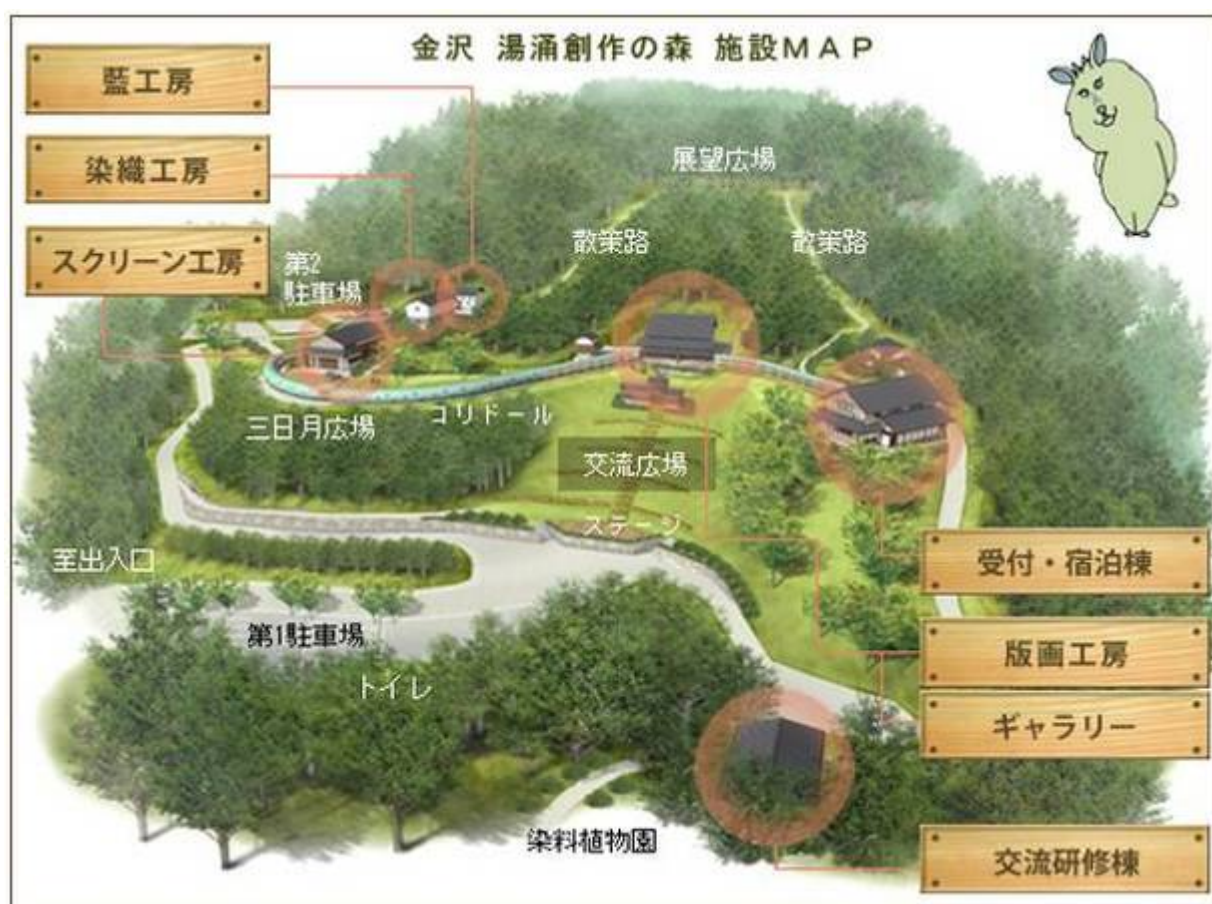 金沢 湯涌創作の森 施設MAP
藍工房
染織工房
スクリーン工房
展望広場
散策路
散策路
第2
駐車場
三日月広場
コリドール
交流広場
ステージ
至出入口
第1駐車場
トイレ
受付・宿泊棟
版画工房
ギャラリー
染料植物園
交流研修棟